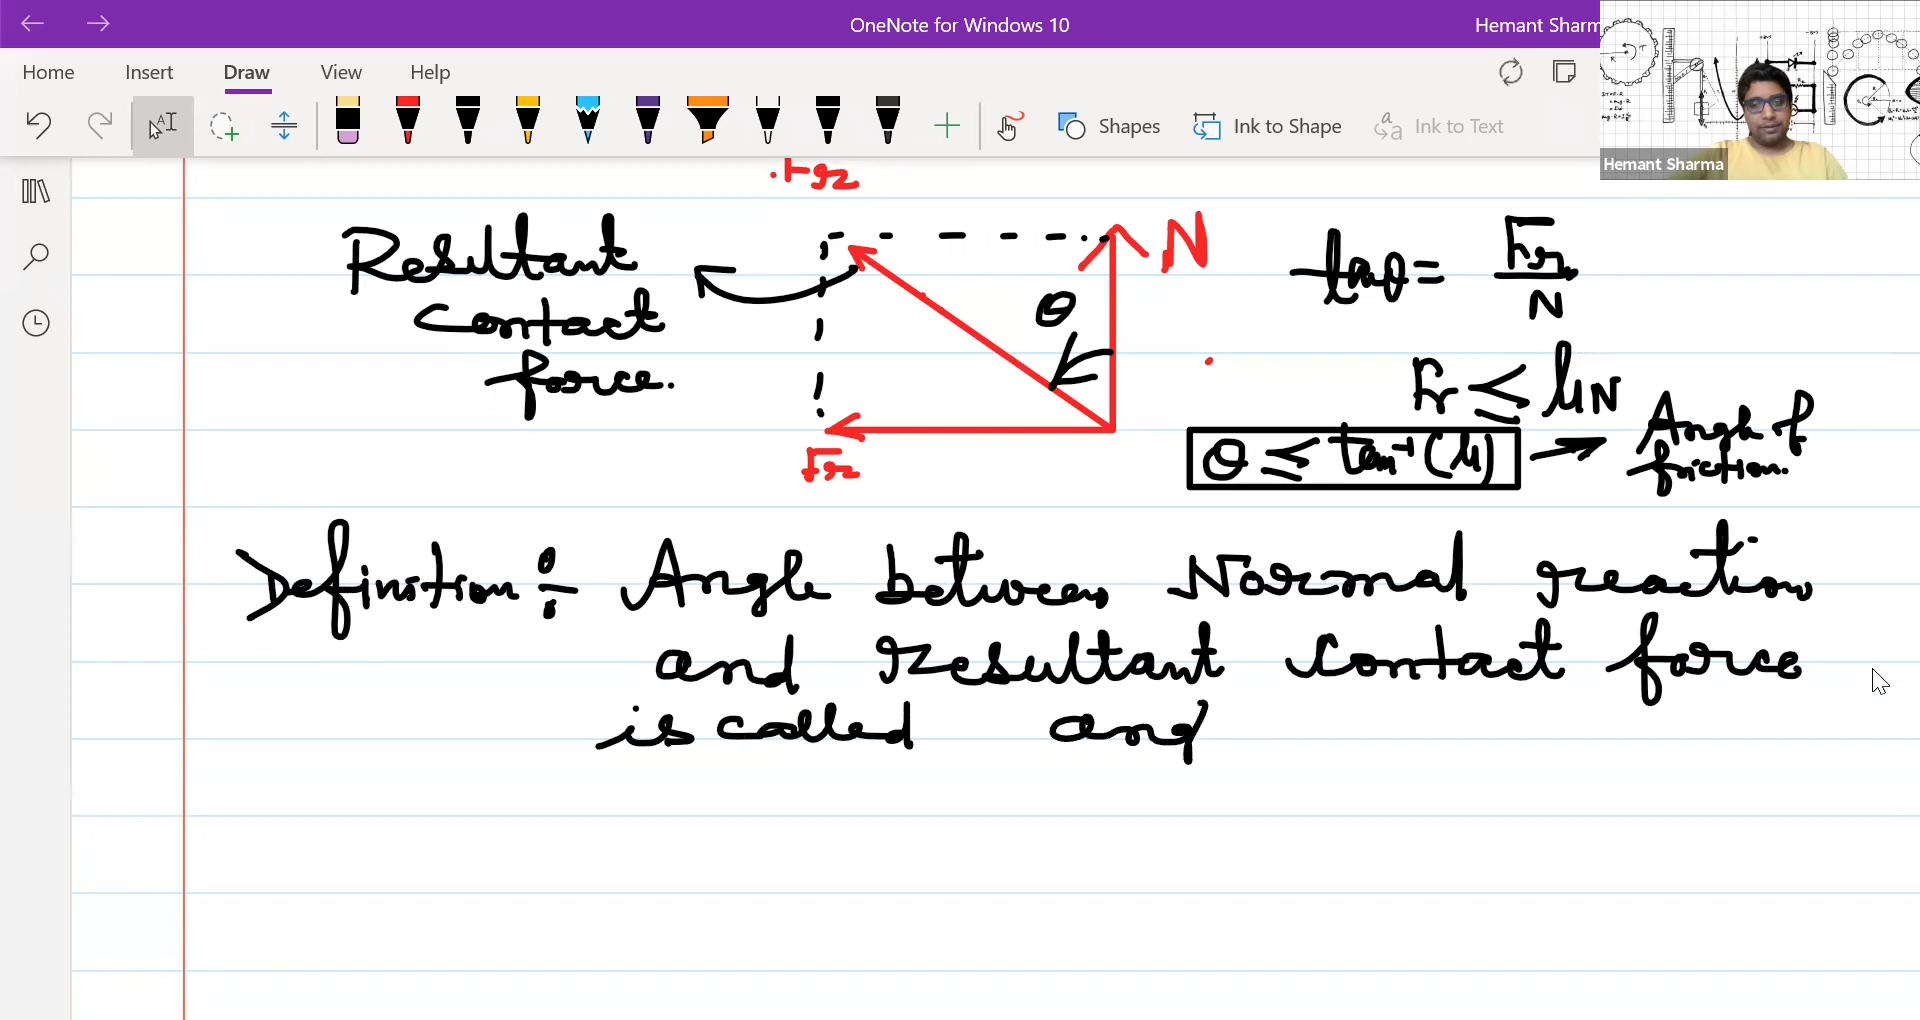 OneNote for Windows 10
Hemant Sharm
Home Insert Draw View Help
Shapes Ink to Shape Ink to Text
Hemant Sharma
Fr
N
Resultant
contact
force.
θ
Fr
tanθ = Fr/N
Fr ≤ μN
θ ≤ tan⁻¹(μ) → Angle of
friction.
Definition ÷ Angle between Normal reaction
and resultant contact force
is called ang